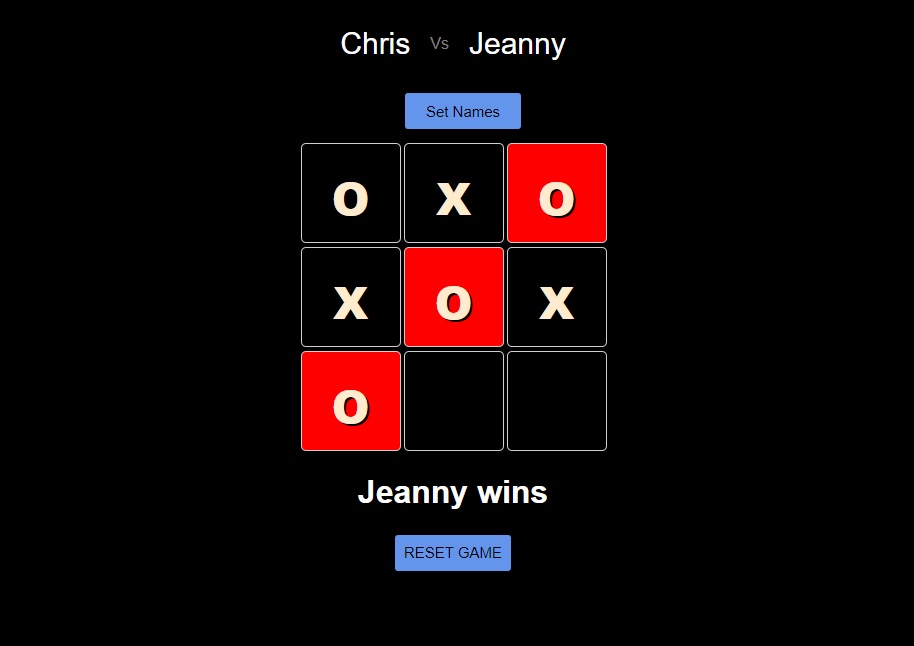 Chris Vs Jeanny
Set Names
o x o
x o x
o
Jeanny wins
RESET GAME